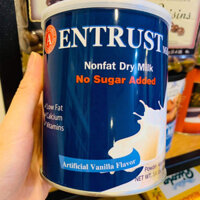 ENTRUST
Nonfat Dry Milk
No Sugar Added
Low Fat
Calcium
Vitamins
Artificial Vanilla Flavor